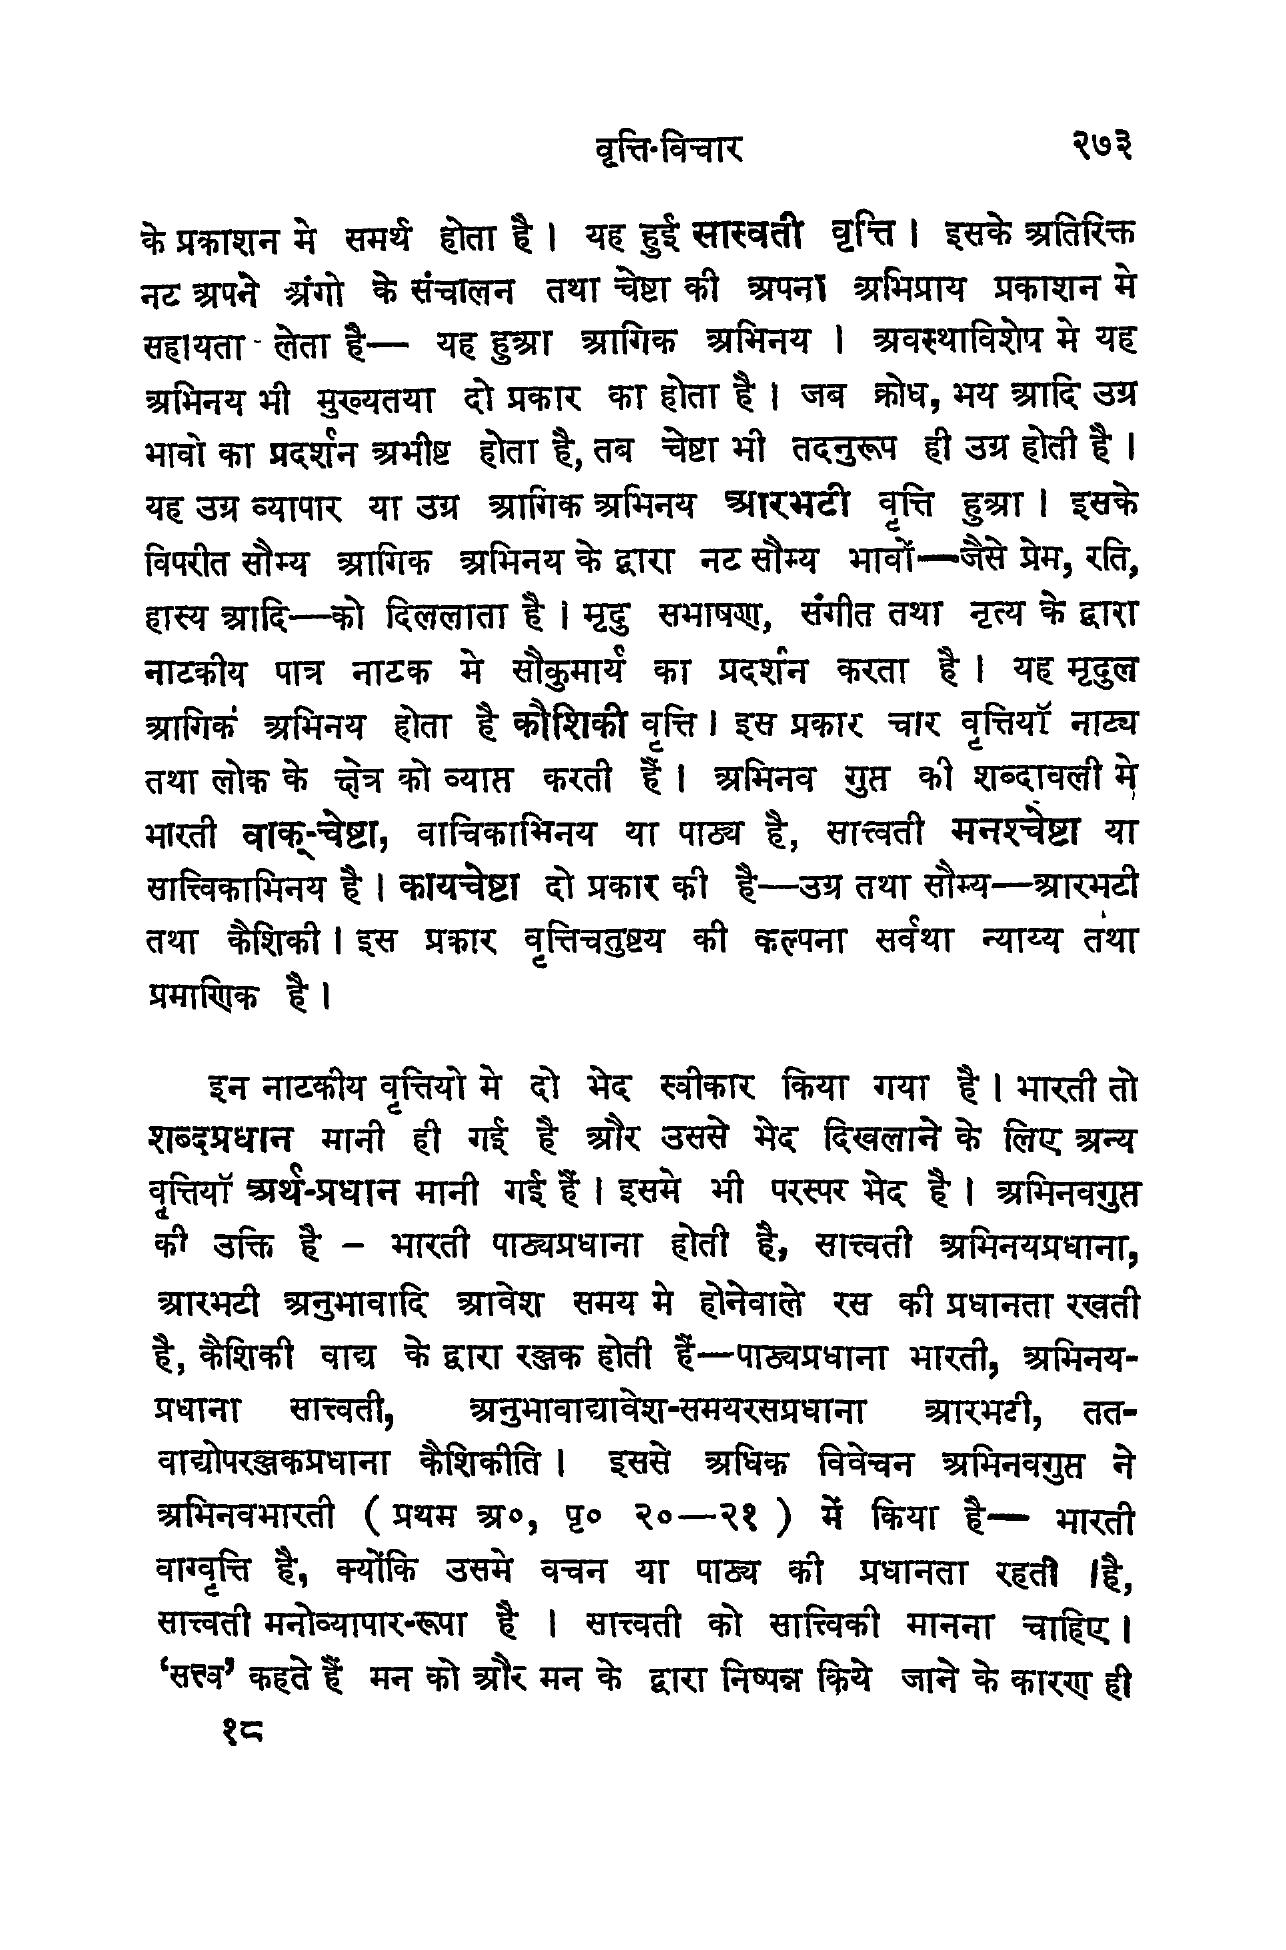 वृत्ति-विचार २७३
के प्रकाशन मे समर्थ होता है। यह हुई सास्वती वृत्ति। इसके अतिरिक्त
नट अपने अंगो के संचालन तथा चेष्टा की अपना अभिप्राय प्रकाशन मे
सहायता लेता है— यह हुआ आगिक अभिनय । अवस्थाविशेप मे यह
अभिनय भी मुख्यतया दो प्रकार का होता है। जब क्रोध, भय आदि उग्र
भावो का प्रदर्शन अभीष्ट होता है, तब चेष्टा भी तदनुरूप ही उग्र होती है।
यह उग्र व्यापार या उग्र आगिक अभिनय आरभटी वृत्ति हुआ। इसके
विपरीत सौम्य आगिक अभिनय के द्वारा नट सौम्य भावों—जैसे प्रेम, रति,
हास्य आदि—को दिललाता है। मृदु सभाषण, संगीत तथा नृत्य के द्वारा
नाटकीय पात्र नाटक मे सौकुमार्य का प्रदर्शन करता है। यह मृदुल
आगिकं अभिनय होता है कौशिकी वृत्ति। इस प्रकार चार वृत्तियॉ नाट्य
तथा लोक के क्षेत्र को व्याप्त करती हैं। अभिनव गुप्त की शब्दावली मे
भारती वाक्-चेष्टा, वाचिकाभिनय या पाठ्य है, सात्त्वती मनश्चेष्टा या
सात्त्विकाभिनय है। कायचेष्टा दो प्रकार की है—उग्र तथा सौम्य—आरभटी
तथा कैशिकी। इस प्रकार वृत्तिचतुष्टय की कल्पना सर्वथा न्याय्य तथा
प्रमाणिक है।
इन नाटकीय वृत्तियो मे दो भेद स्वीकार किया गया है। भारती तो
शब्दप्रधान मानी ही गई है और उससे भेद दिखलाने के लिए अन्य
वृत्तियॉ अर्थ-प्रधान मानी गई हैं। इसमे भी परस्पर भेद है। अभिनवगुप्त
की उक्ति है – भारती पाठ्यप्रधाना होती है, सात्त्वती अभिनयप्रधाना,
आरभटी अनुभावादि आवेश समय मे होनेवाले रस की प्रधानता रखती
है, कैशिकी वाद्य के द्वारा रञ्जक होती हैं—पाठ्यप्रधाना भारती, अभिनय-
प्रधाना सात्त्वती, अनुभावाद्यावेश-समयरसप्रधाना आरभटी, तत-
वाद्योपरञ्जकप्रधाना कैशिकीति। इससे अधिक विवेचन अभिनवगुप्त ने
अभिनवभारती ( प्रथम अ०, पृ० २०—२१ ) में किया है— भारती
वाग्वृत्ति है, क्योंकि उसमे वचन या पाठ्य की प्रधानता रहती ।है,
सात्त्वती मनोव्यापार-रूपा है । सात्त्वती को सात्त्विकी मानना चाहिए।
‘सत्त्व’ कहते हैं मन को और मन के द्वारा निष्पन्न किये जाने के कारण ही
१८